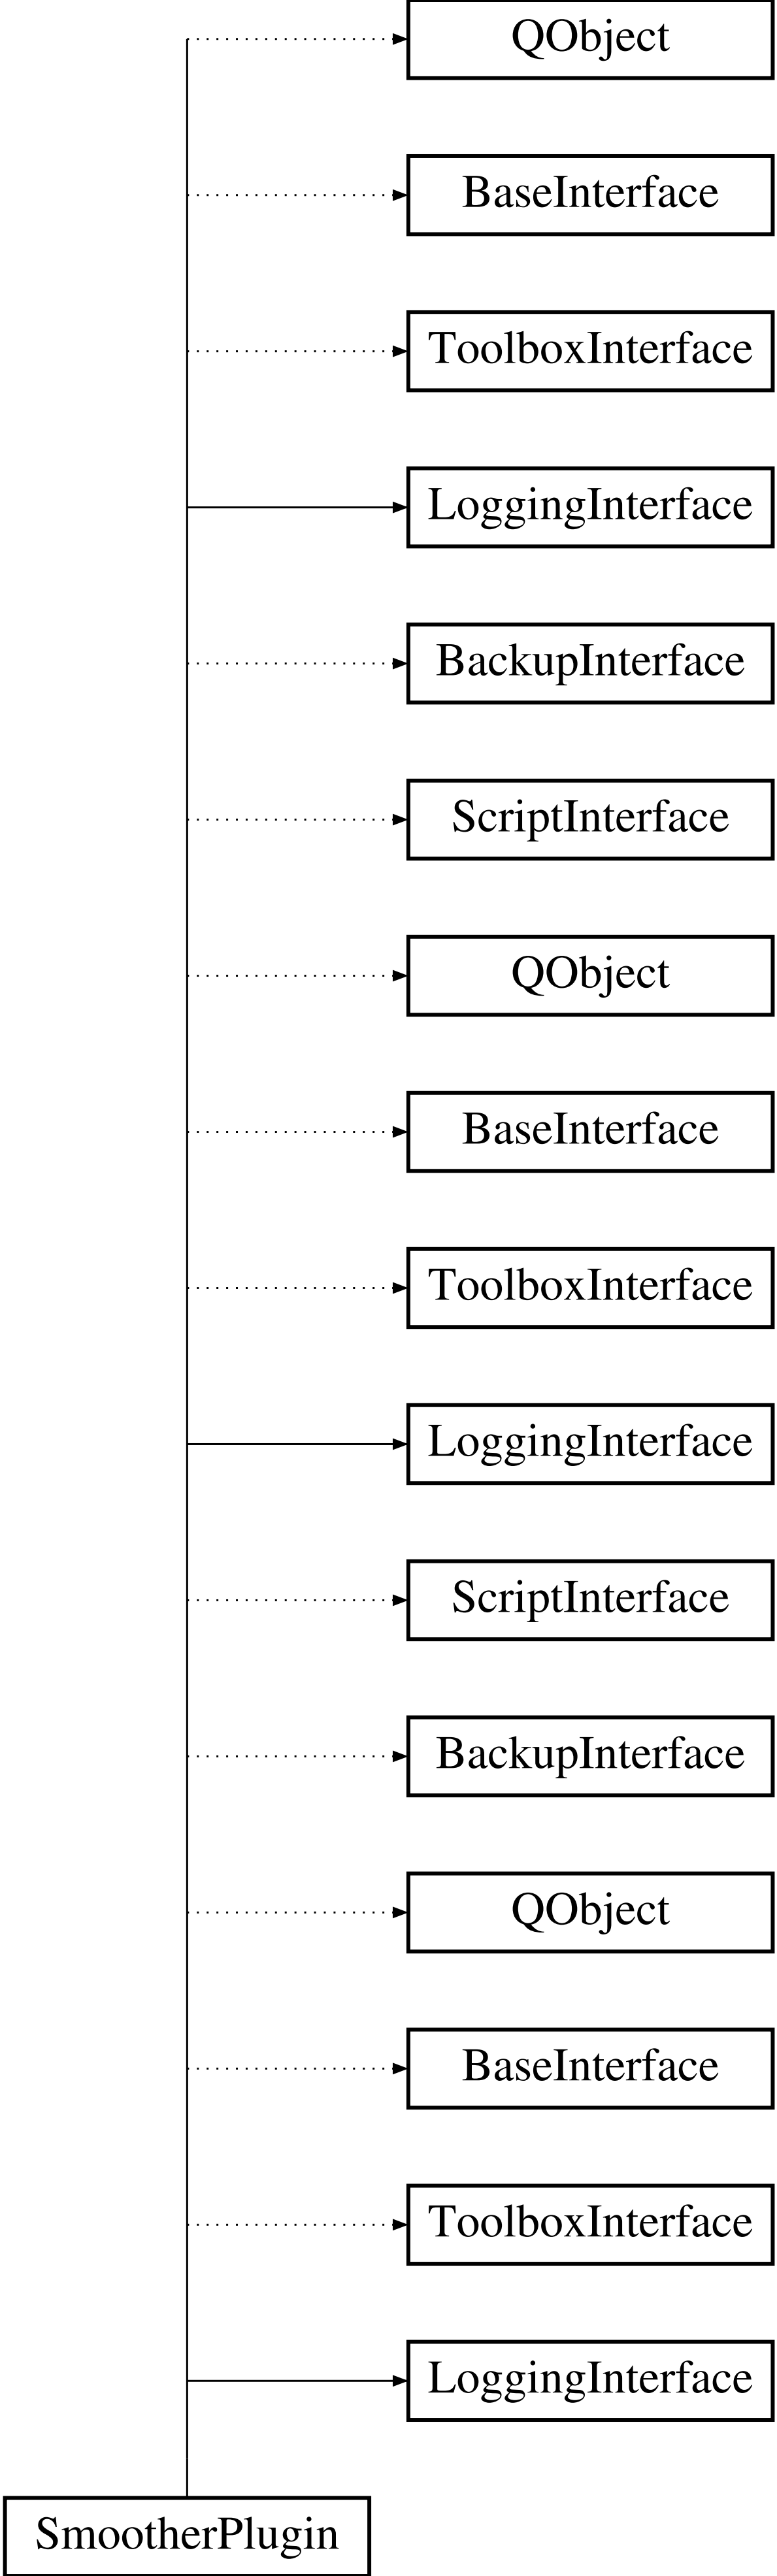 QObject
BaseInterface
ToolboxInterface
LoggingInterface
BackupInterface
ScriptInterface
QObject
BaseInterface
ToolboxInterface
LoggingInterface
ScriptInterface
BackupInterface
QObject
BaseInterface
ToolboxInterface
LoggingInterface
SmootherPlugin